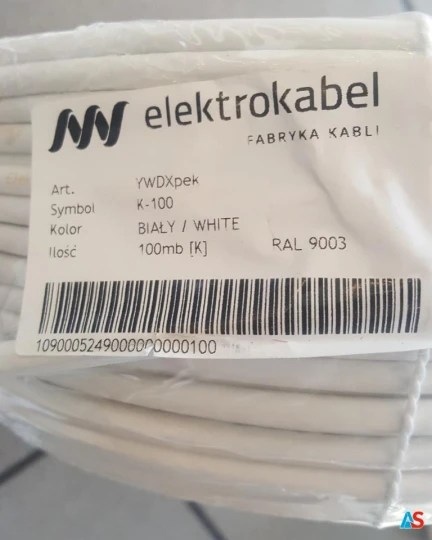 elektrokabel
FABRYKA KABLI
Art. YWDXpek
Symbol K-100
Kolor BIAŁY / WHITE
Ilość 100mb [K] RAL 9003
1090005249000000000100
AS